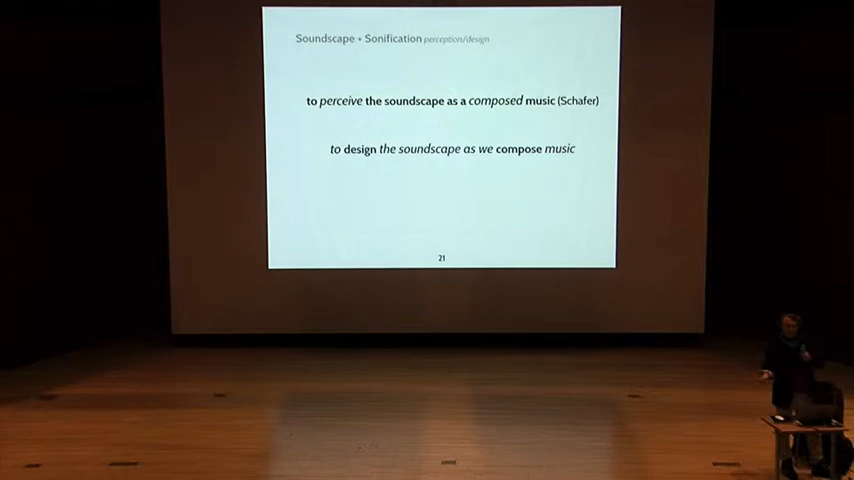 Soundscape + Sonification perception/design
to perceive the soundscape as a composed music (Schafer)
to design the soundscape as we compose music
21